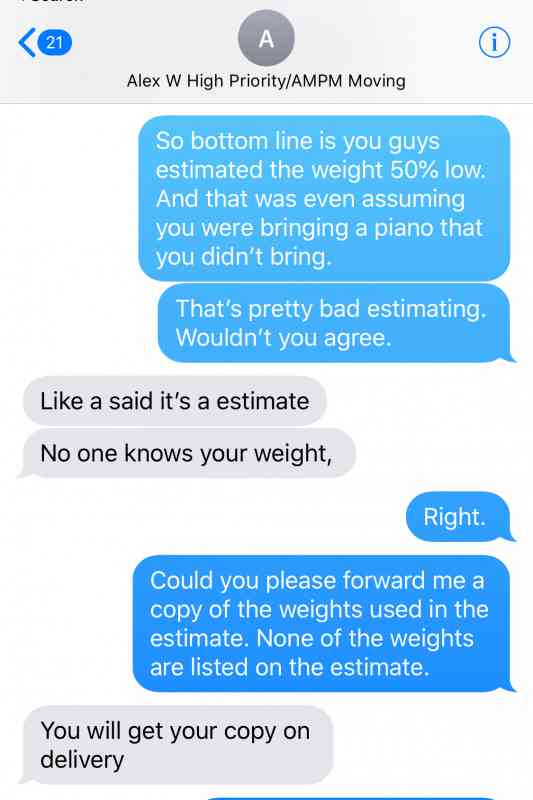 21
A
i
Alex W High Priority/AMPM Moving
So bottom line is you guys
estimated the weight 50% low.
And that was even assuming
you were bringing a piano that
you didn't bring.
That's pretty bad estimating.
Wouldn't you agree.
Like a said it's a estimate
No one knows your weight,
Right.
Could you please forward me a
copy of the weights used in the
estimate. None of the weights
are listed on the estimate.
You will get your copy on
delivery